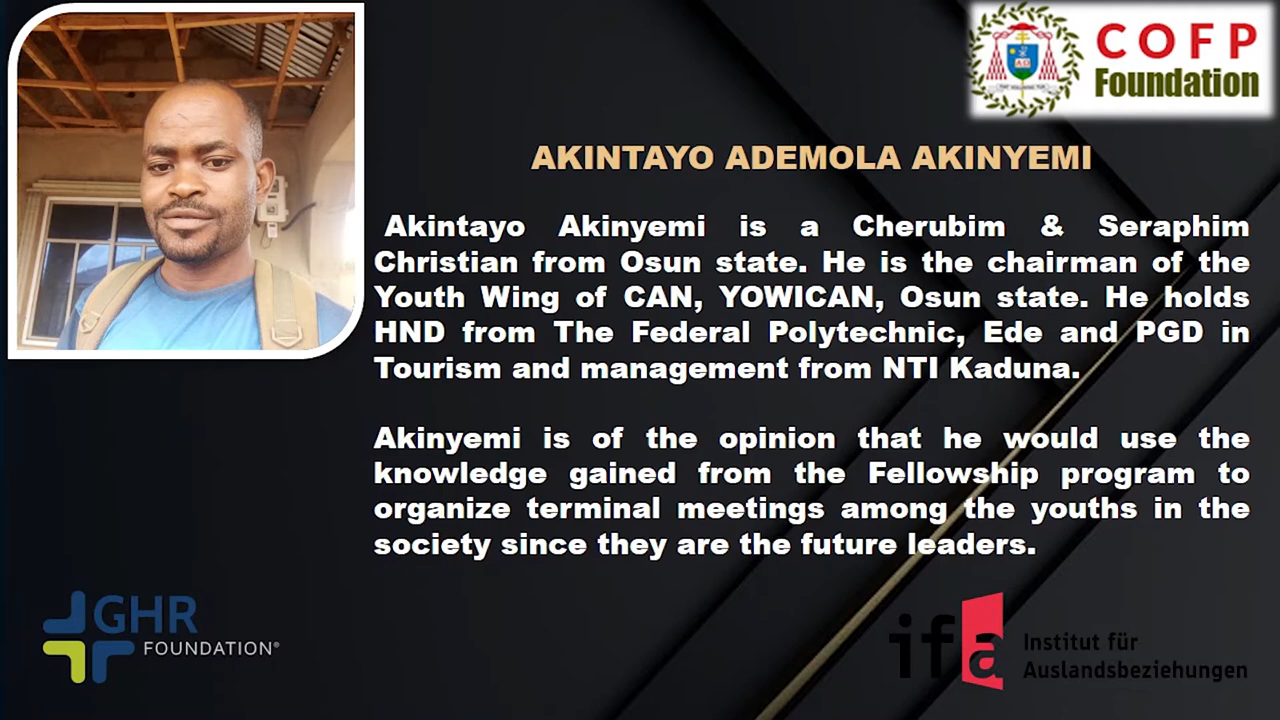 COFP
Foundation
AKINTAYO ADEMOLA AKINYEMI
Akintayo Akinyemi is a Cherubim & Seraphim
Christian from Osun state. He is the chairman of the
Youth Wing of CAN, YOWICAN, Osun state. He holds
HND from The Federal Polytechnic, Ede and PGD in
Tourism and management from NTI Kaduna.
Akinyemi is of the opinion that he would use the
knowledge gained from the Fellowship program to
organize terminal meetings among the youths in the
society since they are the future leaders.
GHR
FOUNDATION®
ifa
Institut für
Auslandsbeziehungen